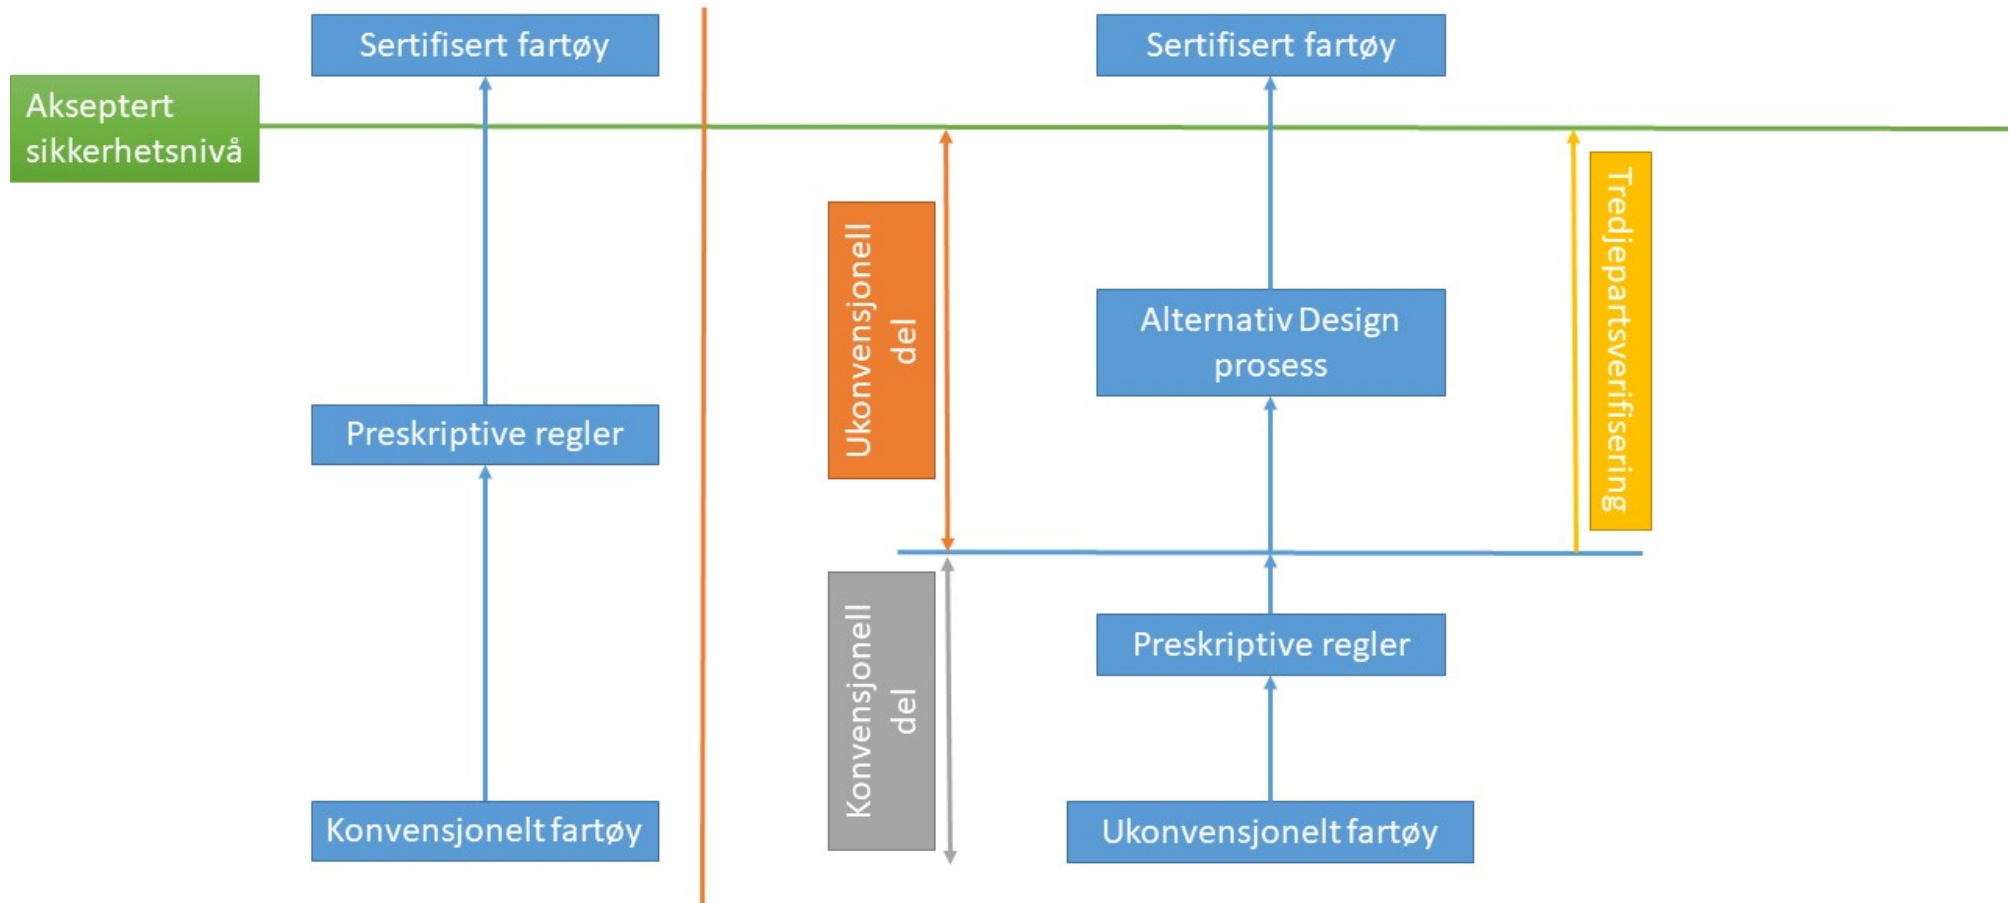 Sertifisert fartøy
Sertifisert fartøy
Akseptert
sikkerhetsnivå
Tredjepartsverifisering
Ukonvensjonell
del
Alternativ Design
prosess
Preskriptive regler
Konvensjonell
del
Preskriptive regler
Konvensjonelt fartøy
Ukonvensjonelt fartøy